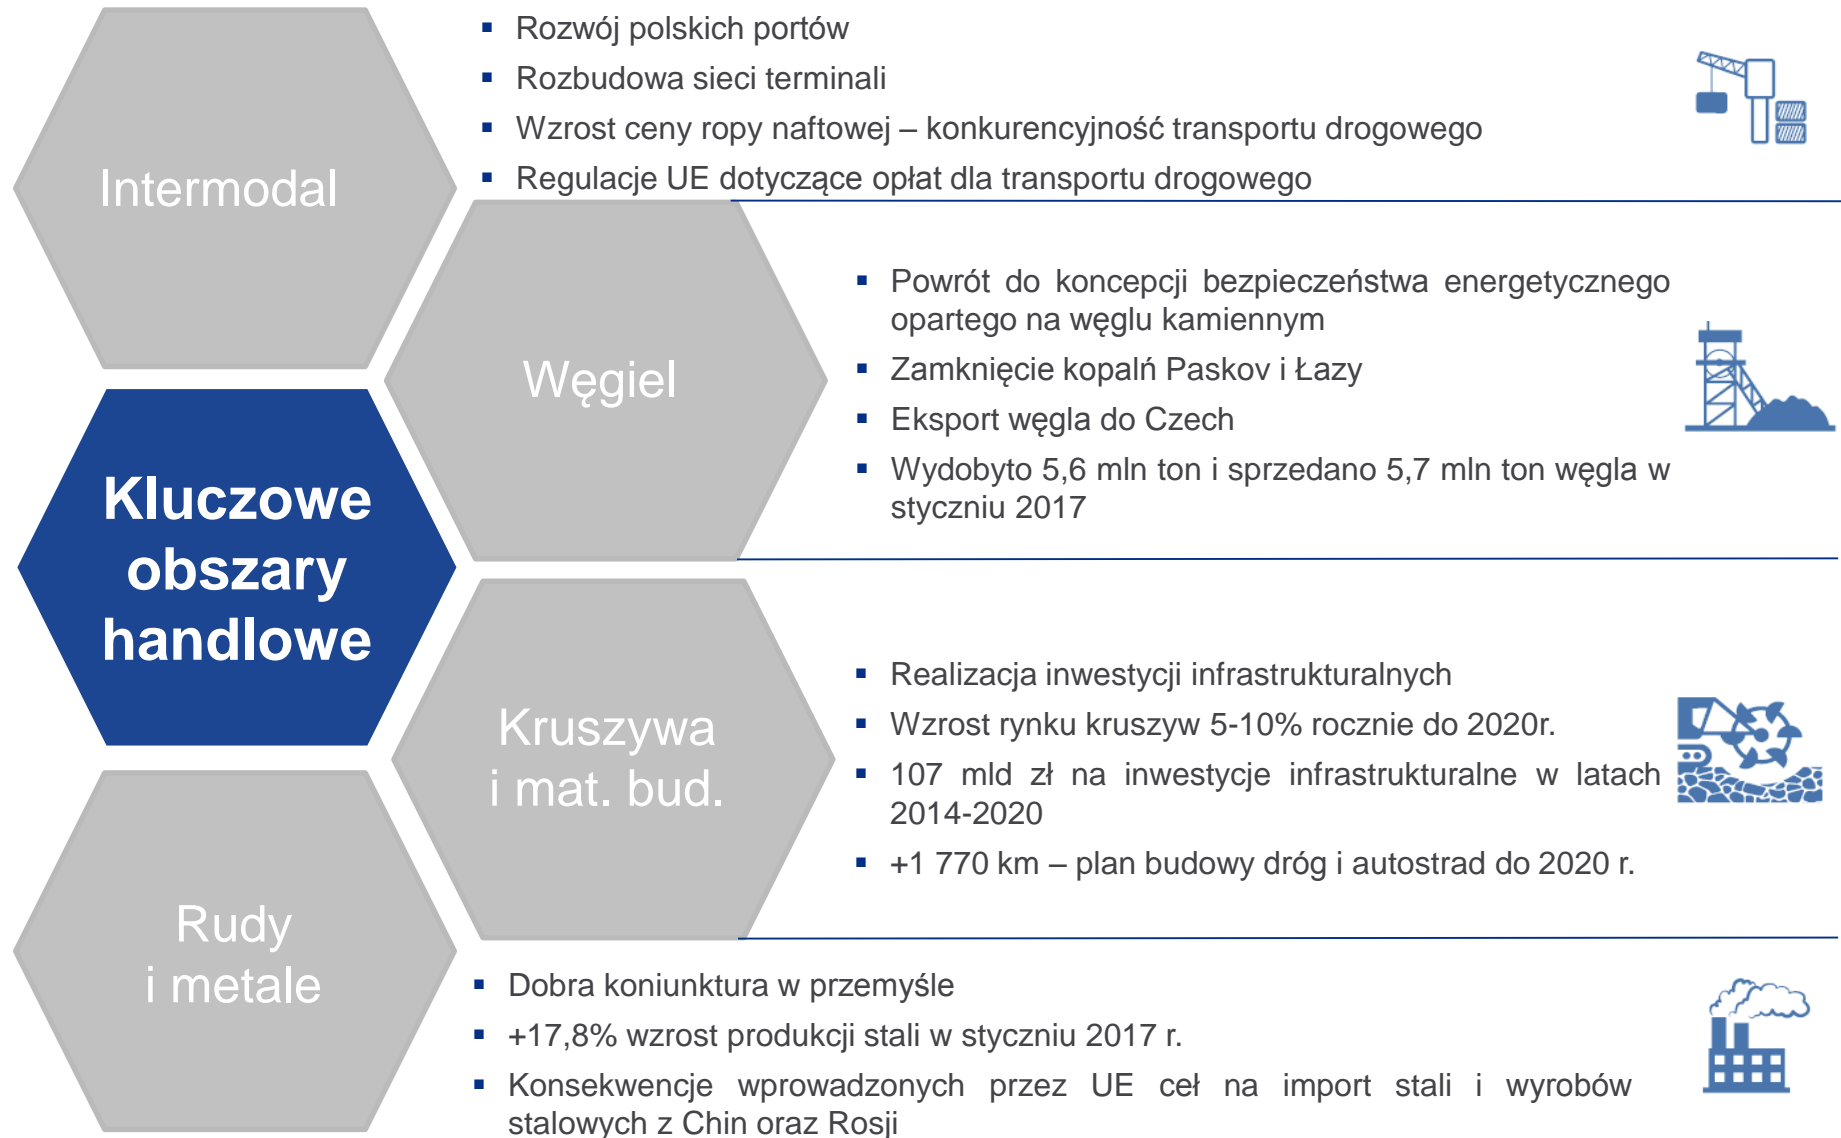 Rozwój polskich portów
Rozbudowa sieci terminali
Wzrost ceny ropy naftowej – konkurencyjność transportu drogowego
Regulacje UE dotyczące opłat dla transportu drogowego
Intermodal
Powrót do koncepcji bezpieczeństwa energetycznego
opartego na węglu kamiennym
Zamknięcie kopalń Paskov i Łazy
Eksport węgla do Czech
Wydobyto 5,6 mln ton i sprzedano 5,7 mln ton węgla w
styczniu 2017
Węgiel
Kluczowe
obszary
handlowe
Realizacja inwestycji infrastrukturalnych
Wzrost rynku kruszyw 5-10% rocznie do 2020r.
107 mld zł na inwestycje infrastrukturalne w latach
2014-2020
+1 770 km – plan budowy dróg i autostrad do 2020 r.
Kruszywa
i mat. bud.
Rudy
i metale
Dobra koniunktura w przemyśle
+17,8% wzrost produkcji stali w styczniu 2017 r.
Konsekwencje wprowadzonych przez UE ceł na import stali i wyrobów
stalowych z Chin oraz Rosji